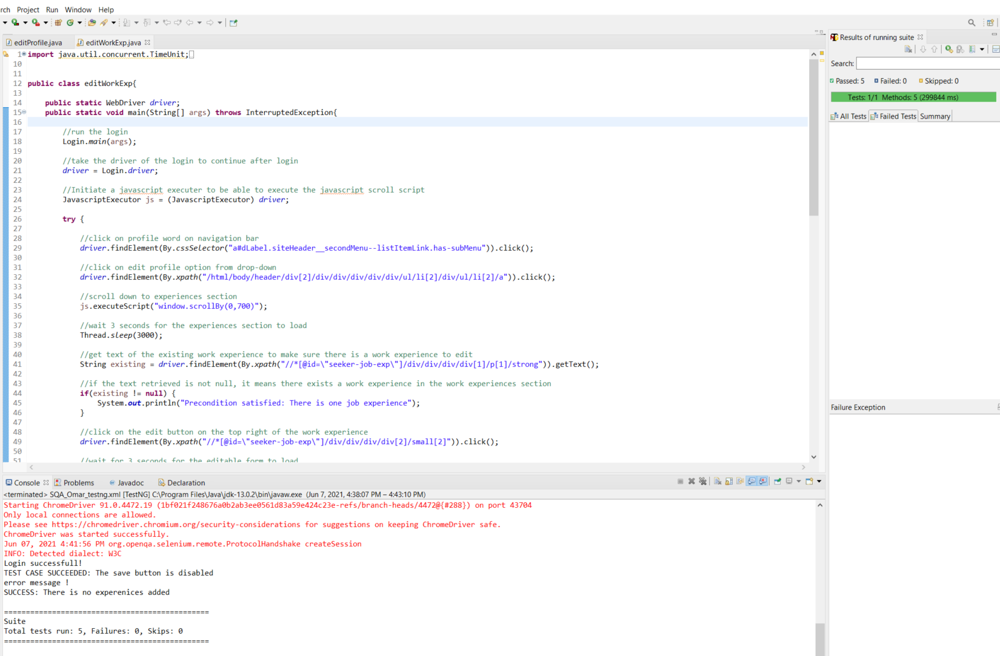 rch Project Run Window Help
editProfile.java editWorkExp.java
1 import java.util.concurrent.TimeUnit;
10
11
12 public class editWorkExp{
13
14 public static WebDriver driver;
15 public static void main(String[] args) throws InterruptedException{
16
17 //run the login
18 Login.main(args);
19
20 //take the driver of the login to continue after login
21 driver = Login.driver;
22
23 //Initiate a javascript executer to be able to execute the javascript scroll script
24 JavascriptExecutor js = (JavascriptExecutor) driver;
25
26 try {
27
28 //click on profile word on navigation bar
29 driver.findElement(By.cssSelector("a#dLabel.siteHeader__secondMenu--listItemLink.has-subMenu")).click();
30
31 //click on edit profile option from drop-down
32 driver.findElement(By.xpath("/html/body/header/div[2]/div/div/div/div/div/ul/li[2]/div/ul/li[2]/a")).click();
33
34 //scroll down to experiences section
35 js.executeScript("window.scrollBy(0,700)");
36
37 //wait 3 seconds for the experiences section to load
38 Thread.sleep(3000);
39
40 //get text of the existing work experience to make sure there is a work experience to edit
41 String existing = driver.findElement(By.xpath("//*[@id=\"seeker-job-exp\"]/div/div/div/div[1]/p[1]/strong")).getText();
42
43 //if the text retrieved is not null, it means there exists a work experience in the work experiences section
44 if(existing != null) {
45 System.out.println("Precondition satisfied: There is one job experience");
46 }
47
48 //click on the edit button on the top right of the work experience
49 driver.findElement(By.xpath("//*[@id=\"seeker-job-exp\"]/div/div/div/div[2]/small[2]")).click();
50
51 //wait for 3 seconds for the editable form to load
Results of running suite
Search:
Passed: 5 Failed: 0 Skipped: 0
Tests: 1/1 Methods: 5 (299844 ms)
All Tests Failed Tests Summary
Failure Exception
Console Problems @ Javadoc Declaration
<terminated> SQA_Omar_testng.xml [TestNG] C:\Program Files\Java\jdk-13.0.2\bin\javaw.exe (Jun 7, 2021, 4:38:07 PM – 4:43:10 PM)
Starting ChromeDriver 91.0.4472.19 (1bf021f248676a0b2ab3ee0561d83a59e424c23e-refs/branch-heads/4472@{#288}) on port 43704
Only local connections are allowed.
Please see https://chromedriver.chromium.org/security-considerations for suggestions on keeping ChromeDriver safe.
ChromeDriver was started successfully.
Jun 07, 2021 4:41:56 PM org.openqa.selenium.remote.ProtocolHandshake createSession
INFO: Detected dialect: W3C
Login successfull!
TEST CASE SUCCEEDED: The save button is disabled
error message !
SUCCESS: There is no experenices added
===============================================
Suite
Total tests run: 5, Failures: 0, Skips: 0
===============================================